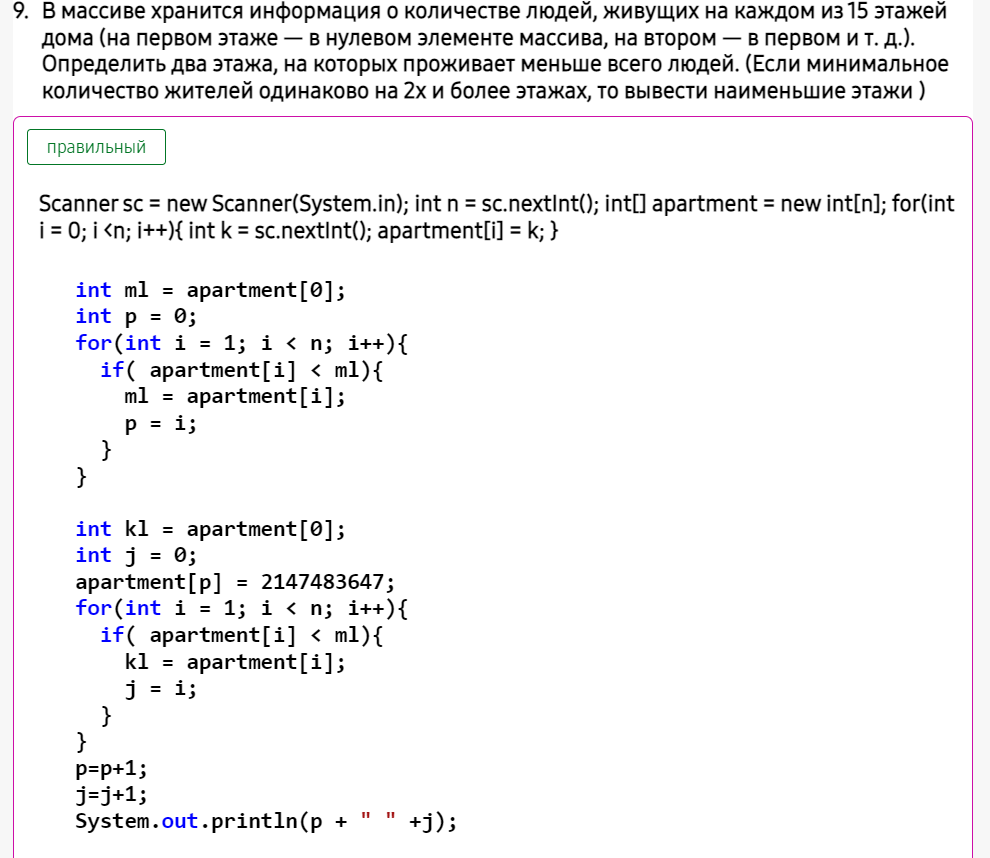 9. В массиве хранится информация о количестве людей, живущих на каждом из 15 этажей
дома (на первом этаже — в нулевом элементе массива, на втором — в первом и т. д.).
Определить два этажа, на которых проживает меньше всего людей. (Если минимальное
количество жителей одинаково на 2х и более этажах, то вывести наименьшие этажи )
правильный
Scanner sc = new Scanner(System.in); int n = sc.nextInt(); int[] apartment = new int[n]; for(int
i = 0; i <n; i++){ int k = sc.nextInt(); apartment[i] = k; }
int ml = apartment[0];
int p = 0;
for(int i = 1; i < n; i++){
if( apartment[i] < ml){
ml = apartment[i];
p = i;
}
}
int kl = apartment[0];
int j = 0;
apartment[p] = 2147483647;
for(int i = 1; i < n; i++){
if( apartment[i] < ml){
kl = apartment[i];
j = i;
}
}
p=p+1;
j=j+1;
System.out.println(p + " " +j);